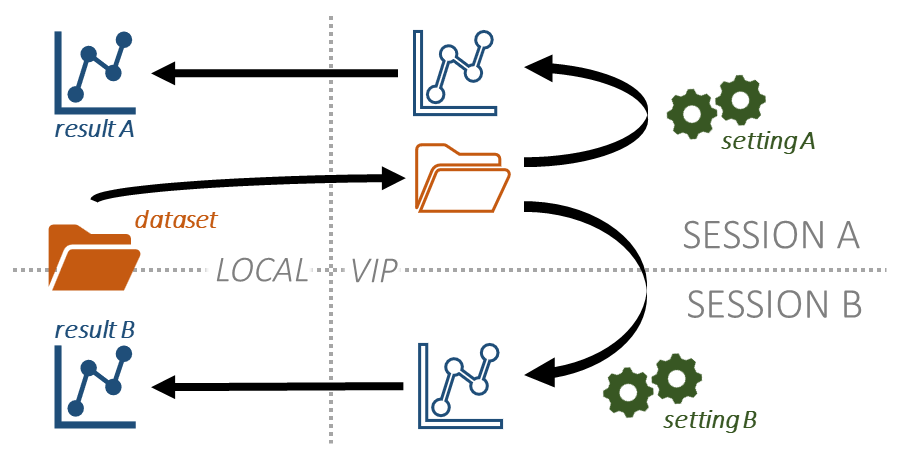 result A
setting A
dataset
SESSION A
LOCAL
VIP
SESSION B
result B
setting B